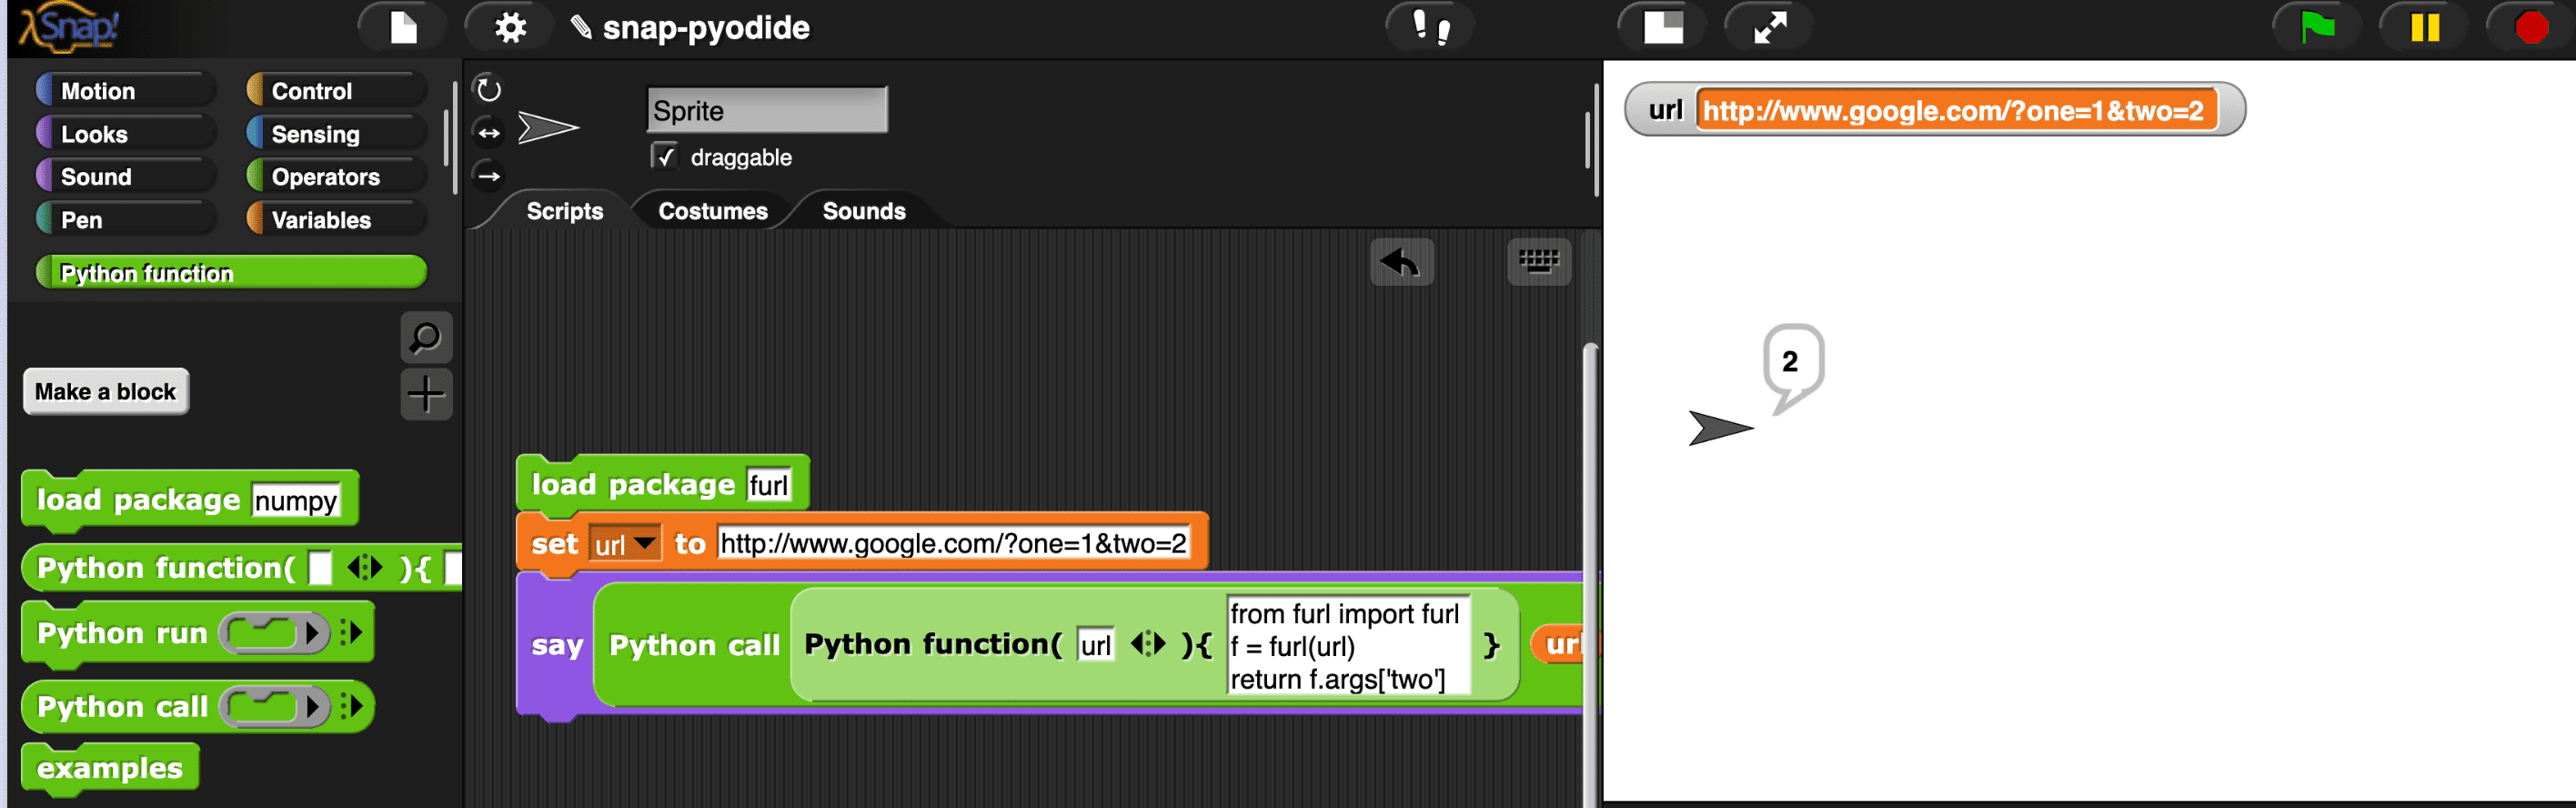 λSnap!
snap-pyodide
Motion
Control
Looks
Sensing
Sound
Operators
Pen
Variables
Python function
Make a block
load package numpy
Python function( ){
Python run
Python call
examples
Sprite
draggable
Scripts
Costumes
Sounds
load package furl
set url to http://www.google.com/?one=1&two=2
say Python call Python function( url ){
from furl import furl
f = furl(url)
return f.args['two']
} url
url http://www.google.com/?one=1&two=2
2